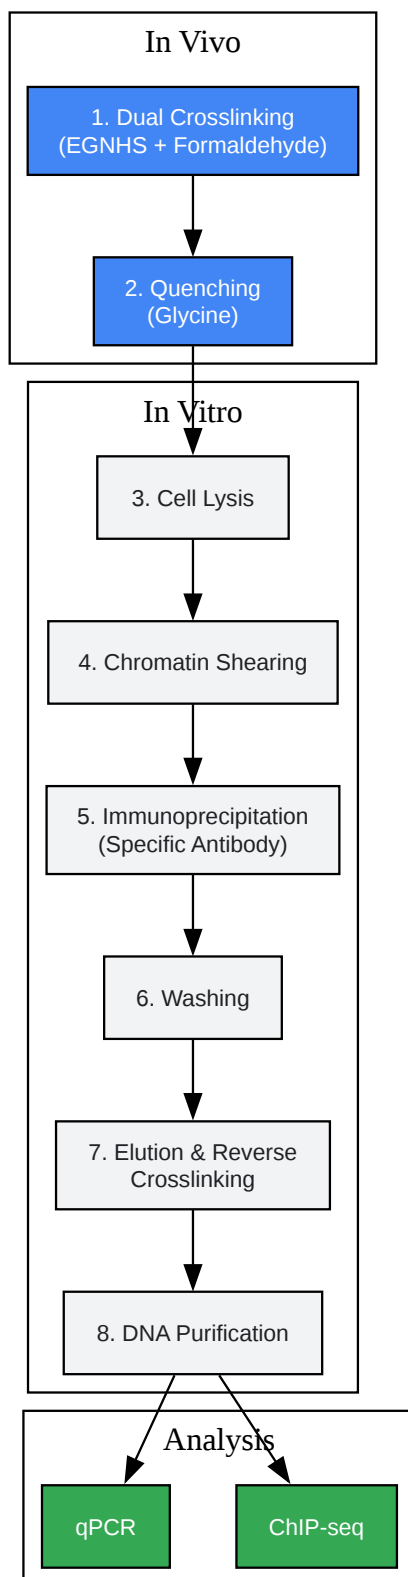 In Vivo
1. Dual Crosslinking
(EGNHS + Formaldehyde)
2. Quenching
(Glycine)
In Vitro
3. Cell Lysis
4. Chromatin Shearing
5. Immunoprecipitation
(Specific Antibody)
6. Washing
7. Elution & Reverse
Crosslinking
8. DNA Purification
Analysis
qPCR
ChIP-seq